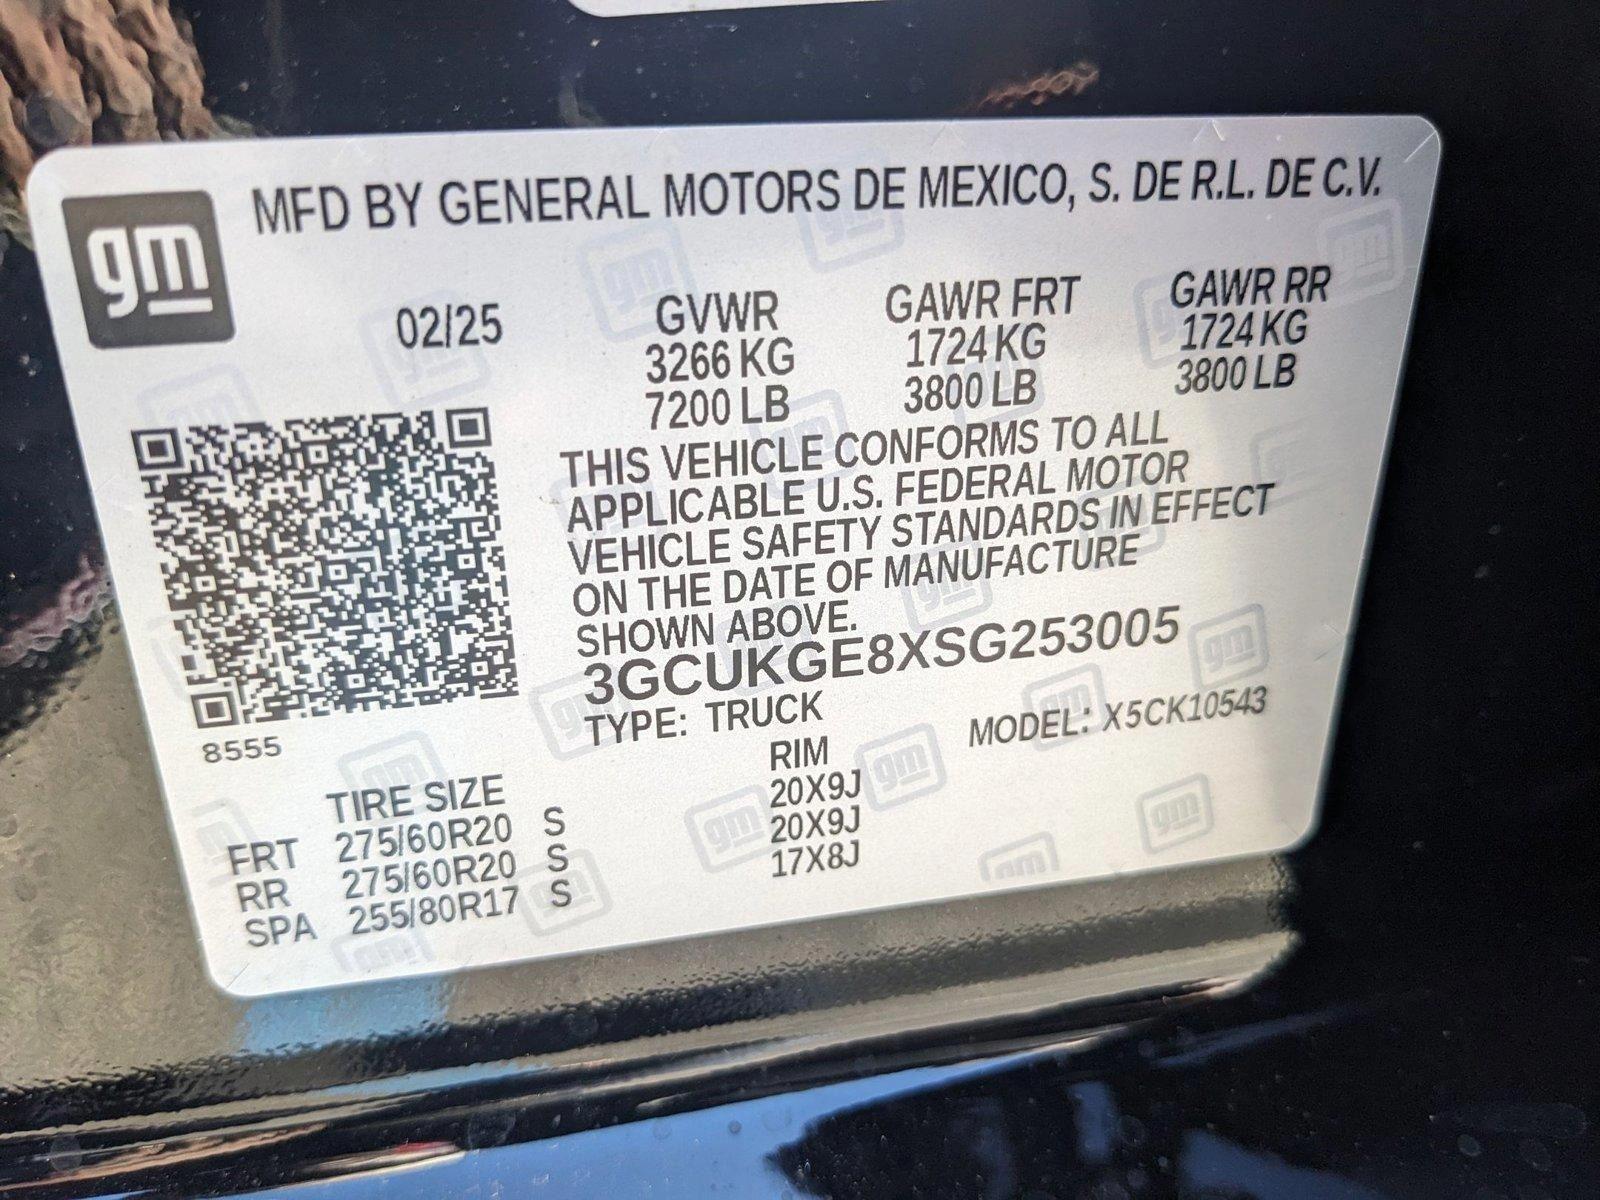 gm
MFD BY GENERAL MOTORS DE MEXICO, S. DE R.L. DE C.V.
02/25 GVWR GAWR FRT GAWR RR
3266 KG 1724 KG 1724 KG
7200 LB 3800 LB 3800 LB
THIS VEHICLE CONFORMS TO ALL
APPLICABLE U.S. FEDERAL MOTOR
VEHICLE SAFETY STANDARDS IN EFFECT
ON THE DATE OF MANUFACTURE
SHOWN ABOVE.
3GCUKGE8XSG253005
TYPE: TRUCK MODEL: X5CK10543
8555
TIRE SIZE RIM
FRT 275/60R20 S 20X9J
RR 275/60R20 S 20X9J
SPA 255/80R17 S 17X8J